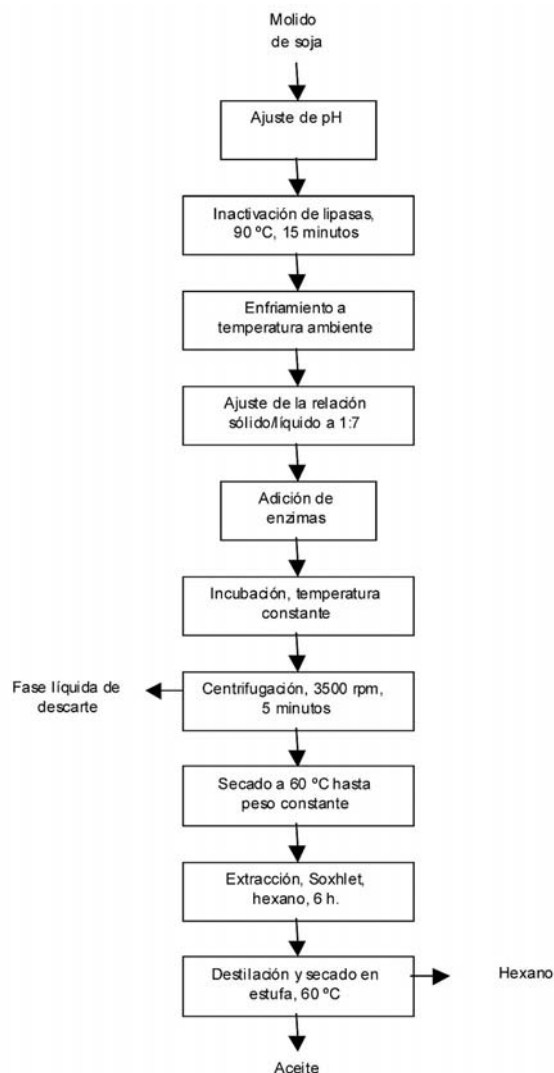 Molido
de soja
Ajuste de pH
Inactivación de lipasas,
90 ºC, 15 minutos
Enfriamiento a
temperatura ambiente
Ajuste de la relación
sólido/líquido a 1:7
Adición de
enzimas
Incubación, temperatura
constante
Fase líquida de
descarte
Centrifugación, 3500 rpm,
5 minutos
Secado a 60 ºC hasta
peso constante
Extracción, Soxhlet,
hexano, 6 h.
Destilación y secado en
estufa, 60 ºC
Hexano
Aceite